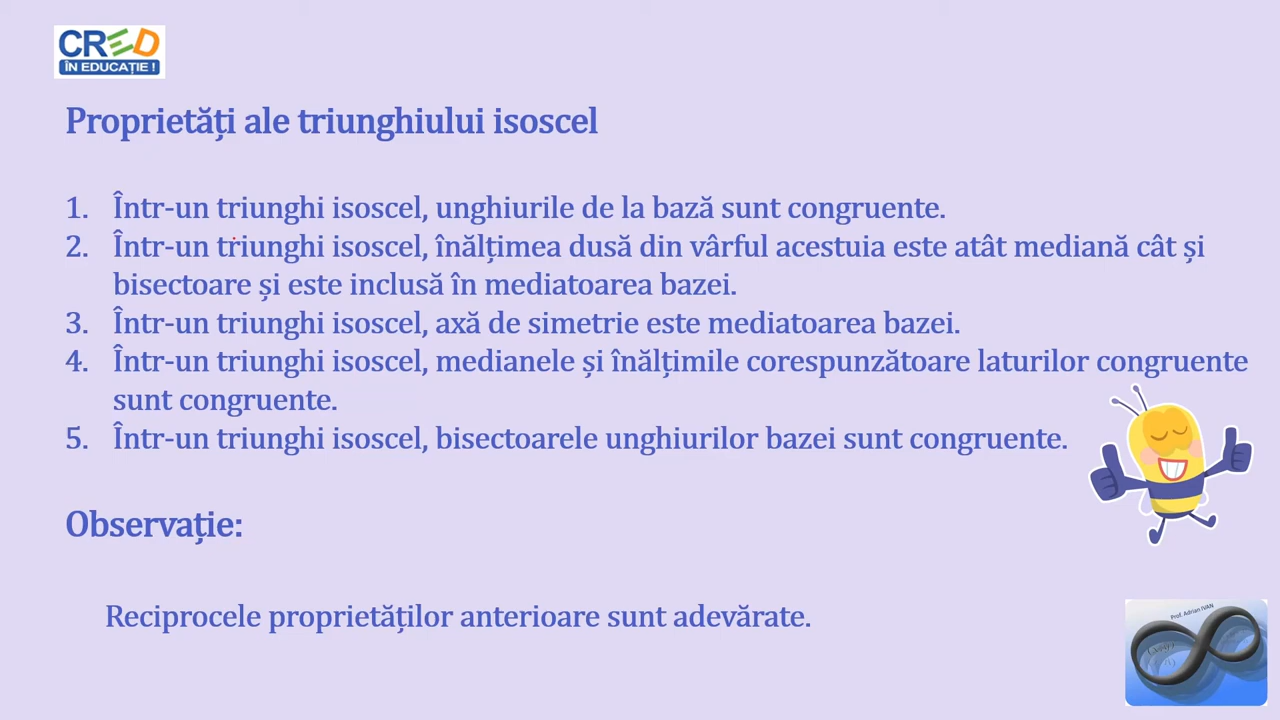 CRED
ÎN EDUCAȚIE !
Proprietăți ale triunghiului isoscel
1. Într-un triunghi isoscel, unghiurile de la bază sunt congruente.
2. Într-un triunghi isoscel, înălțimea dusă din vârful acestuia este atât mediană cât și
bisectoare și este inclusă în mediatoarea bazei.
3. Într-un triunghi isoscel, axă de simetrie este mediatoarea bazei.
4. Într-un triunghi isoscel, medianele și înălțimile corespunzătoare laturilor congruente
sunt congruente.
5. Într-un triunghi isoscel, bisectoarele unghiurilor bazei sunt congruente.
Observație:
Reciprocele proprietăților anterioare sunt adevărate.
Prof. Adrian IVAN